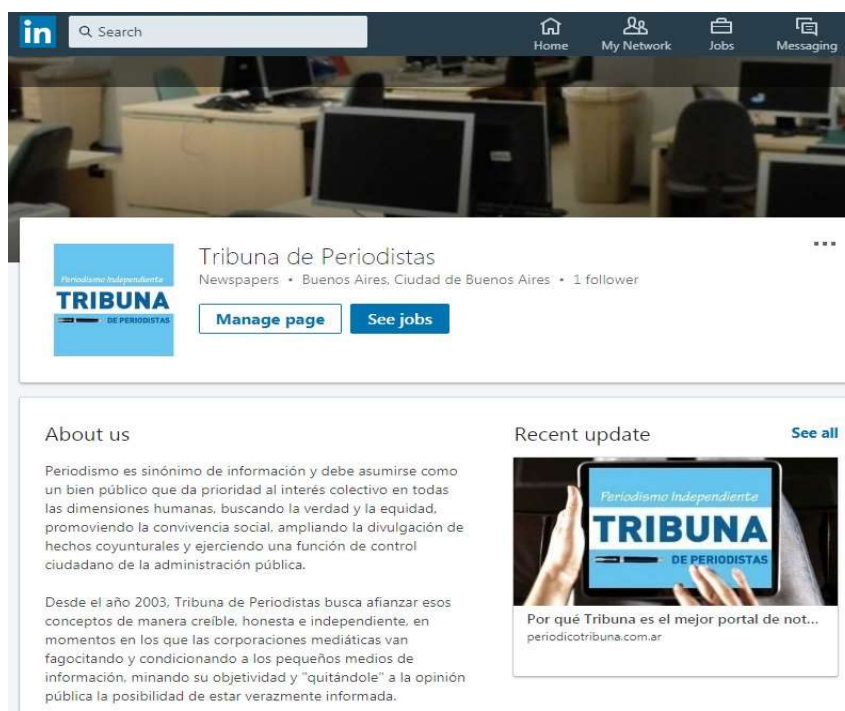 in
Search
Home
My Network
Jobs
Messaging
Periodismo Independiente
TRIBUNA
DE PERIODISTAS
Tribuna de Periodistas
Newspapers • Buenos Aires, Ciudad de Buenos Aires • 1 follower
Manage page
See jobs
About us
Periodismo es sinónimo de información y debe asumirse como
un bien público que da prioridad al interés colectivo en todas
las dimensiones humanas, buscando la verdad y la equidad,
promoviendo la convivencia social, ampliando la divulgación de
hechos coyunturales y ejerciendo una función de control
ciudadano de la administración pública.
Desde el año 2003, Tribuna de Periodistas busca afianzar esos
conceptos de manera creíble, honesta e independiente, en
momentos en los que las corporaciones mediáticas van
fagocitando y condicionando a los pequeños medios de
información, minando su objetividad y "quitándole" a la opinión
pública la posibilidad de estar verazmente informada.
Recent update
See all
Periodismo Independiente
TRIBUNA
DE PERIODISTAS
Por qué Tribuna es el mejor portal de not...
periodicotribuna.com.ar